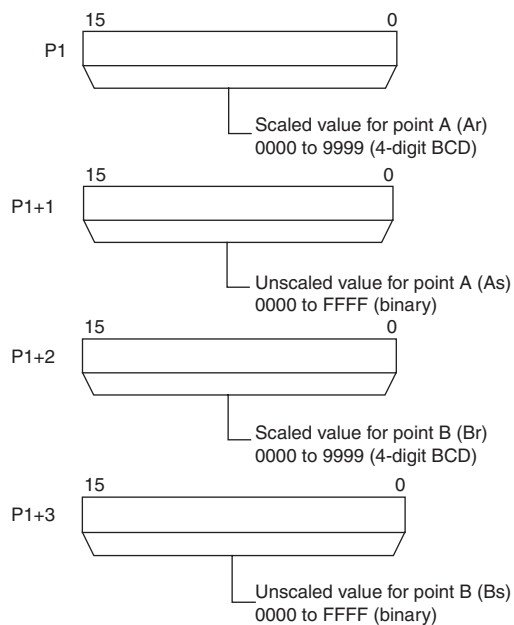 15 0
P1
Scaled value for point A (Ar)
0000 to 9999 (4-digit BCD)
15 0
P1+1
Unscaled value for point A (As)
0000 to FFFF (binary)
15 0
P1+2
Scaled value for point B (Br)
0000 to 9999 (4-digit BCD)
15 0
P1+3
Unscaled value for point B (Bs)
0000 to FFFF (binary)